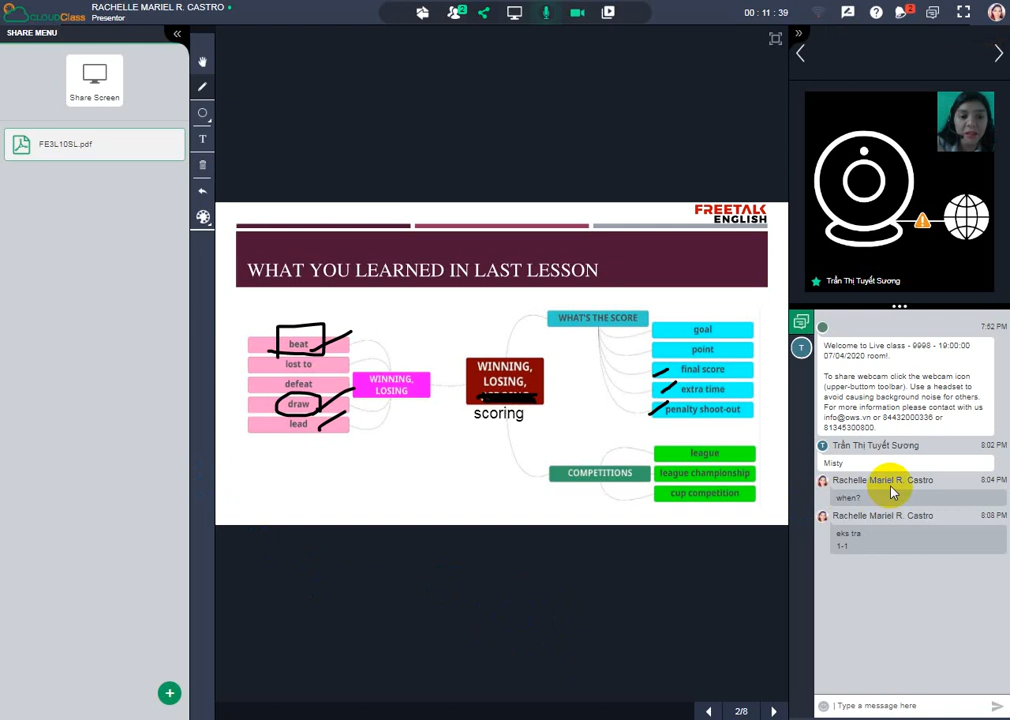 CLOUDCLASS
RACHELLE MARIEL R. CASTRO
Presentor
2
00 : 11 : 39
2
SHARE MENU
Share Screen
FE3L10SL.pdf
T
FREETALK
ENGLISH
WHAT YOU LEARNED IN LAST LESSON
beat
lost to
defeat
draw
lead
WINNING,
LOSING
WINNING,
LOSING,
scoring
WHAT'S THE SCORE
goal
point
final score
extra time
penalty shoot-out
COMPETITIONS
league
league championship
cup competition
2/8
Trần Thị Tuyết Sương
T
7:52 PM
Welcome to Live class - 9998 - 19:00:00
07/04/2020 room!.
To share webcam click the webcam icon
(upper-buttom toolbar). Use a headset to
avoid causing background noise for others.
For more information please contact with us
info@ows.vn or 84432000336 or
81345300800.
T
Trần Thị Tuyết Sương
8:02 PM
Misty
Rachelle Mariel R. Castro
8:04 PM
when?
Rachelle Mariel R. Castro
8:08 PM
eks tra
1-1
Type a message here